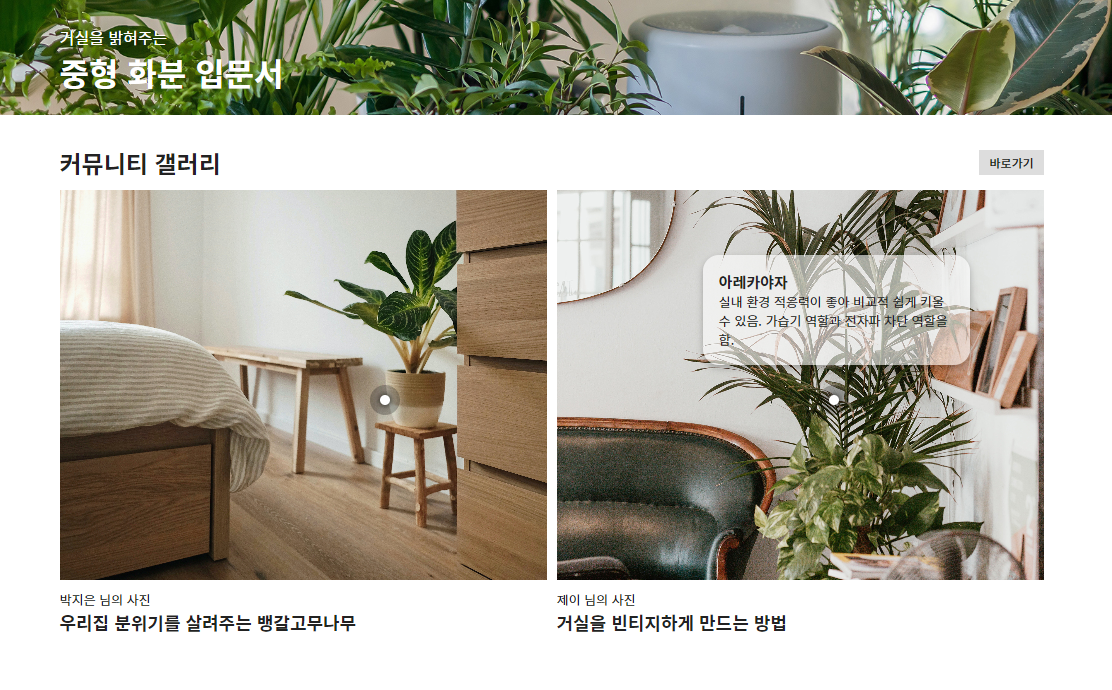 거실을 밝혀주는
중형 화분 입문서
커뮤니티 갤러리
바로가기
아레카야자
실내 환경 적응력이 좋아 비교적 쉽게 키울
수 있음. 가습기 역할과 전자파 차단 역할을
함.
박지은 님의 사진
우리집 분위기를 살려주는 뱅갈고무나무
제이 님의 사진
거실을 빈티지하게 만드는 방법